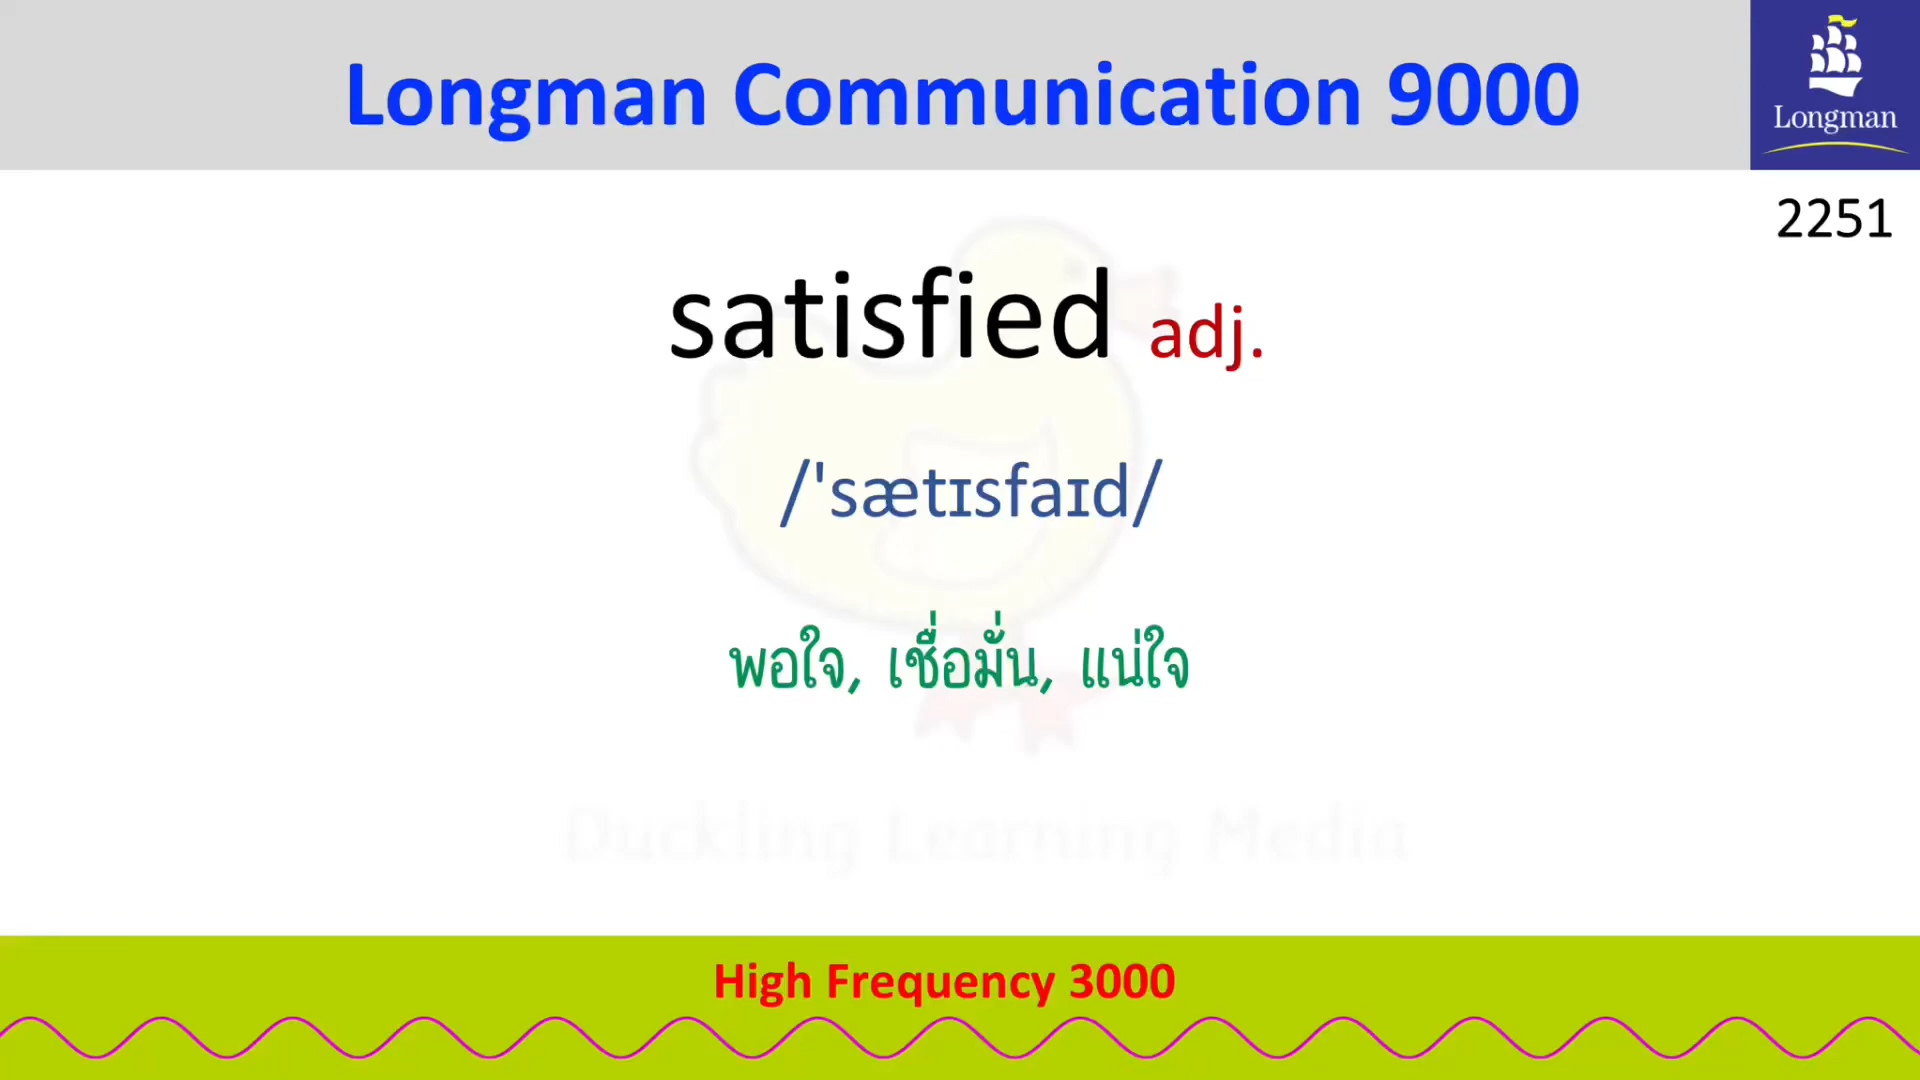 Longman Communication 9000
Longman
2251
satisfied adj.
/ˈsætɪsfaɪd/
พอใจ, เชื่อมั่น, แน่ใจ
Duckling Learning Media
High Frequency 3000